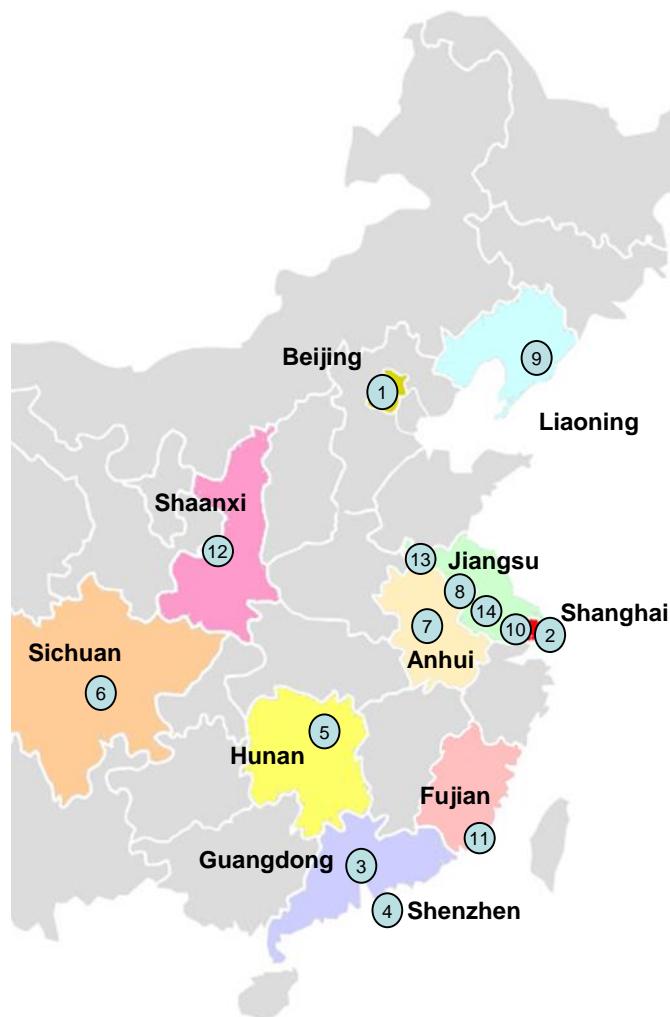 9
Beijing
1
Liaoning
Shaanxi
12
13
Jiangsu
8
14
Shanghai
7
10
2
Anhui
Sichuan
6
5
Hunan
Fujian
11
Guangdong
3
4
Shenzhen